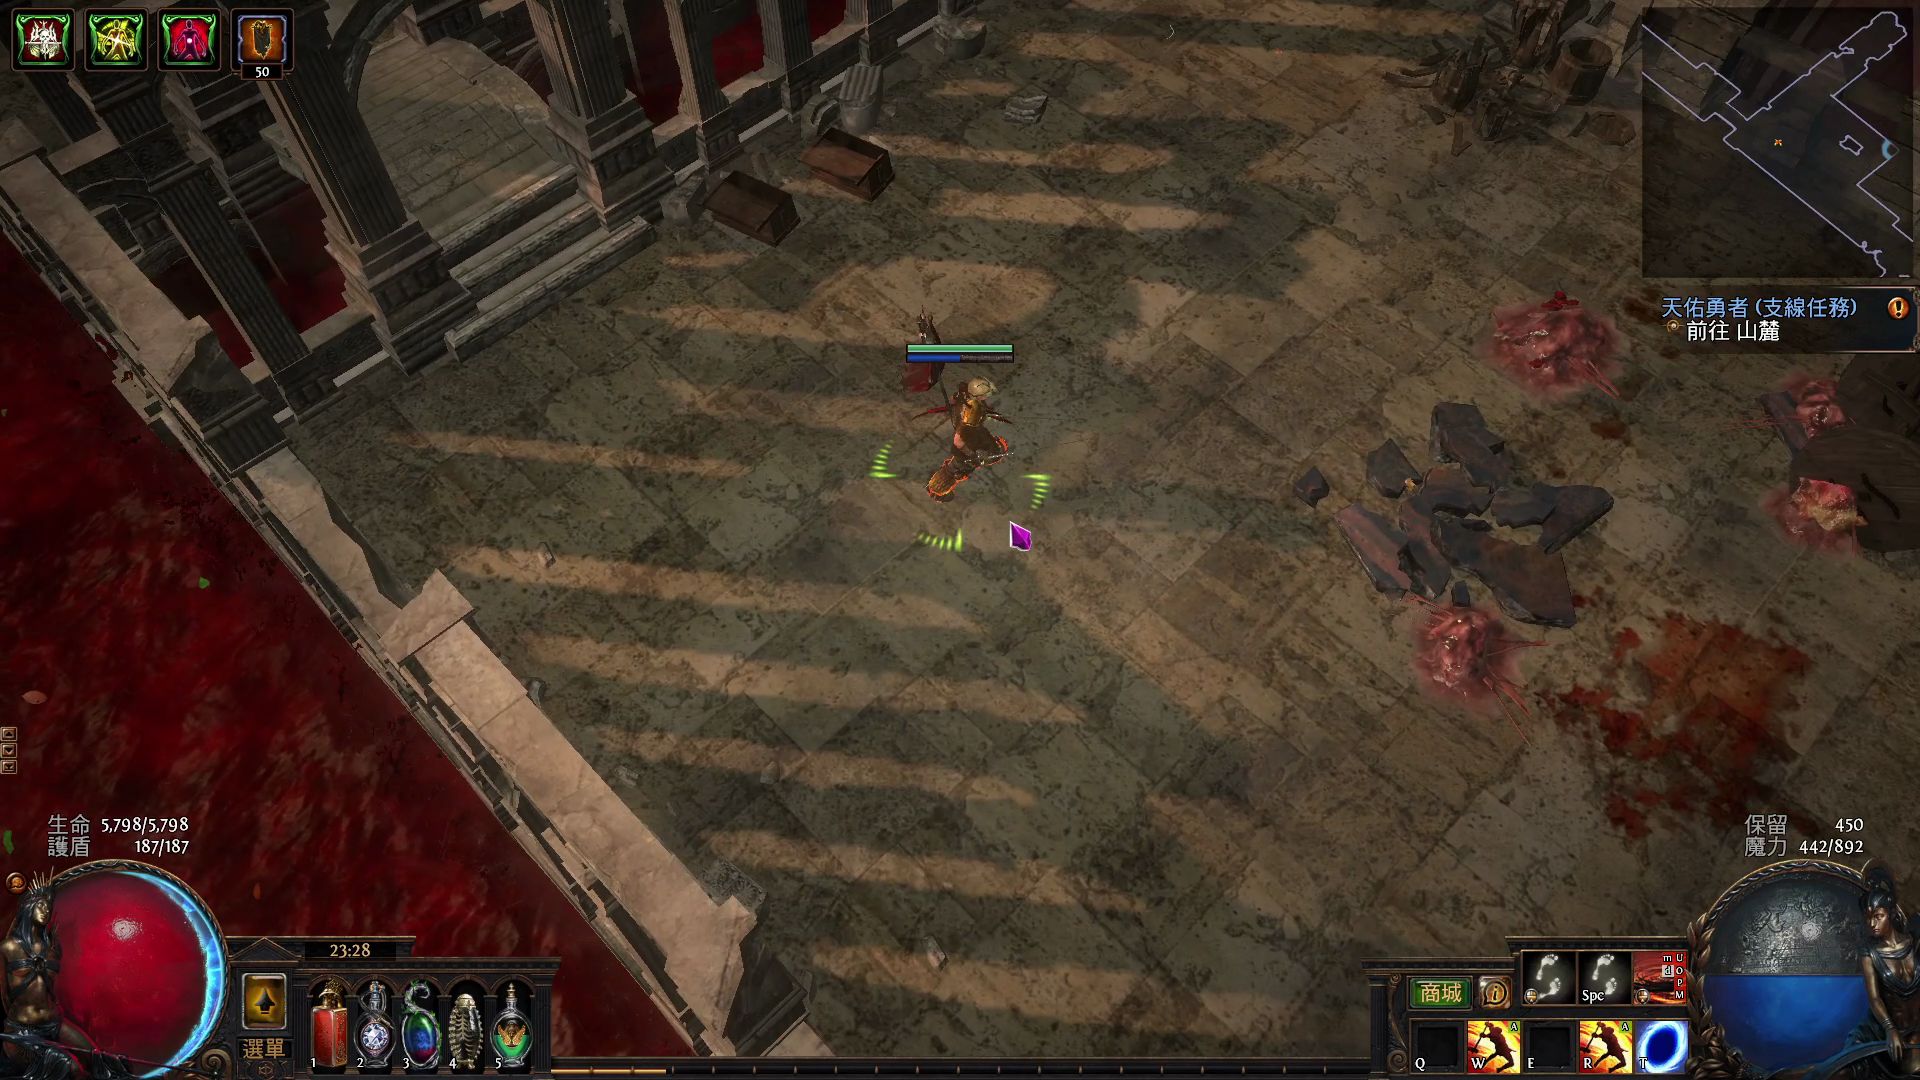 50
天佑勇者 (支線任務)
前往 山麓
生命 5,798/5,798
護盾 187/187
保留 450
魔力 442/892
23:28
選單
1
2
3
4
5
商城
Spc
m U
d O
P
M
Q
W A
E
R A
T